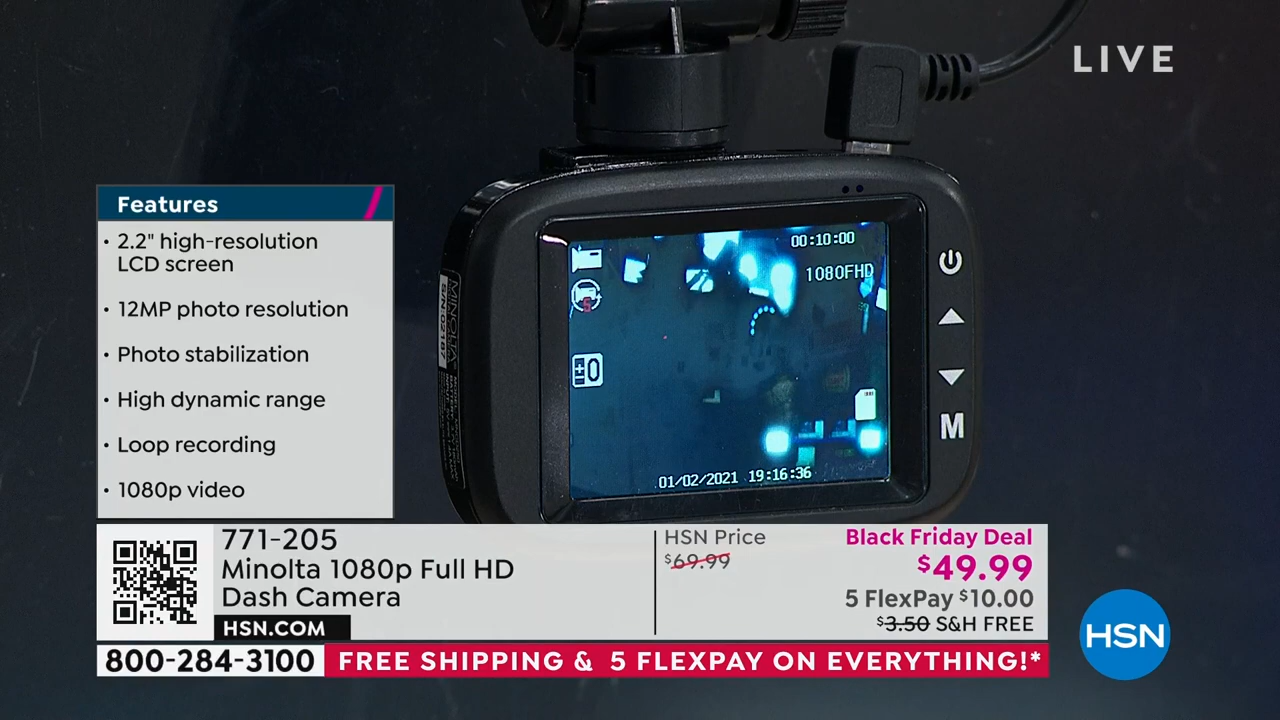 LIVE
Features
• 2.2" high-resolution
LCD screen
• 12MP photo resolution
• Photo stabilization
• High dynamic range
• Loop recording
• 1080p video
00:10:00
1080FHD
±0
01/02/2021 19:16:36
M
MINOLTA
771-205
Minolta 1080p Full HD
Dash Camera
HSN.COM
HSN Price
$69.99
Black Friday Deal
$49.99
5 FlexPay $10.00
$3.50 S&H FREE
HSN
800-284-3100
FREE SHIPPING & 5 FLEXPAY ON EVERYTHING!*